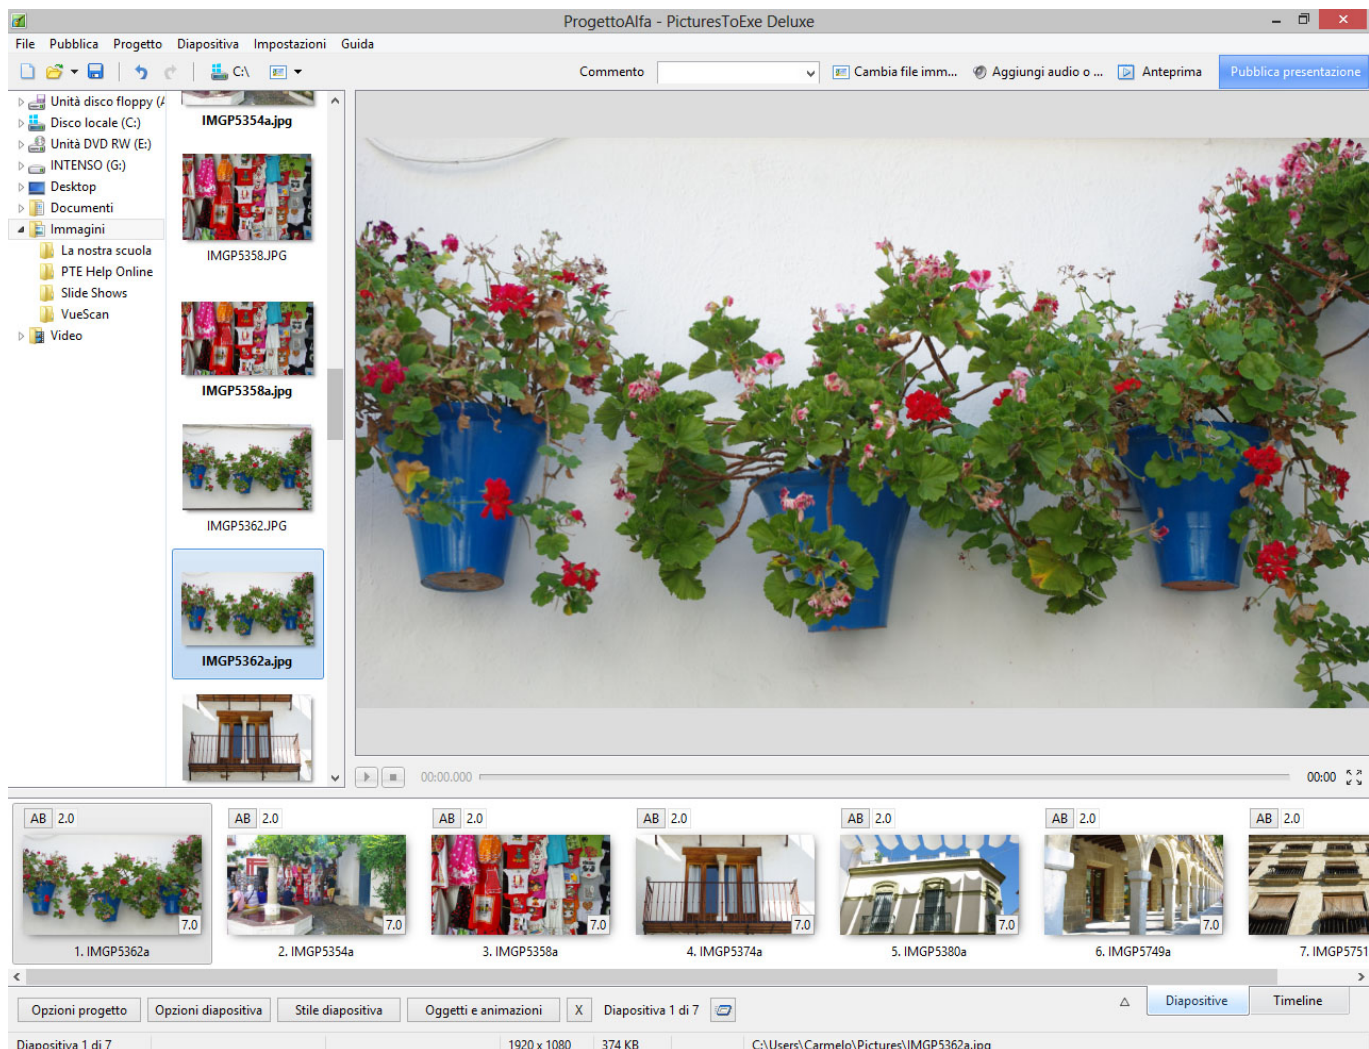 ProgettoAlfa - PicturesToExe Deluxe
File Pubblica Progetto Diapositiva Impostazioni Guida
C:\ Commento Cambia file imm... Aggiungi audio o ... Anteprima Pubblica presentazione
Unità disco floppy (A
Disco locale (C:)
Unità DVD RW (E:)
INTENSO (G:)
Desktop
Documenti
Immagini
La nostra scuola
PTE Help Online
Slide Shows
VueScan
Video
IMGP5354a.jpg
IMGP5358.JPG
IMGP5358a.jpg
IMGP5362.JPG
IMGP5362a.jpg
00:00.000 00:00
AB 2.0 AB 2.0 AB 2.0 AB 2.0 AB 2.0 AB 2.0 AB 2.0
7.0 7.0 7.0 7.0 7.0 7.0
1. IMGP5362a 2. IMGP5354a 3. IMGP5358a 4. IMGP5374a 5. IMGP5380a 6. IMGP5749a 7. IMGP5751
Opzioni progetto Opzioni diapositiva Stile diapositiva Oggetti e animazioni X Diapositiva 1 di 7 Diapositive Timeline
Diapositiva 1 di 7 1920 x 1080 374 KB C:\Users\Carmelo\Pictures\IMGP5362a.jpg